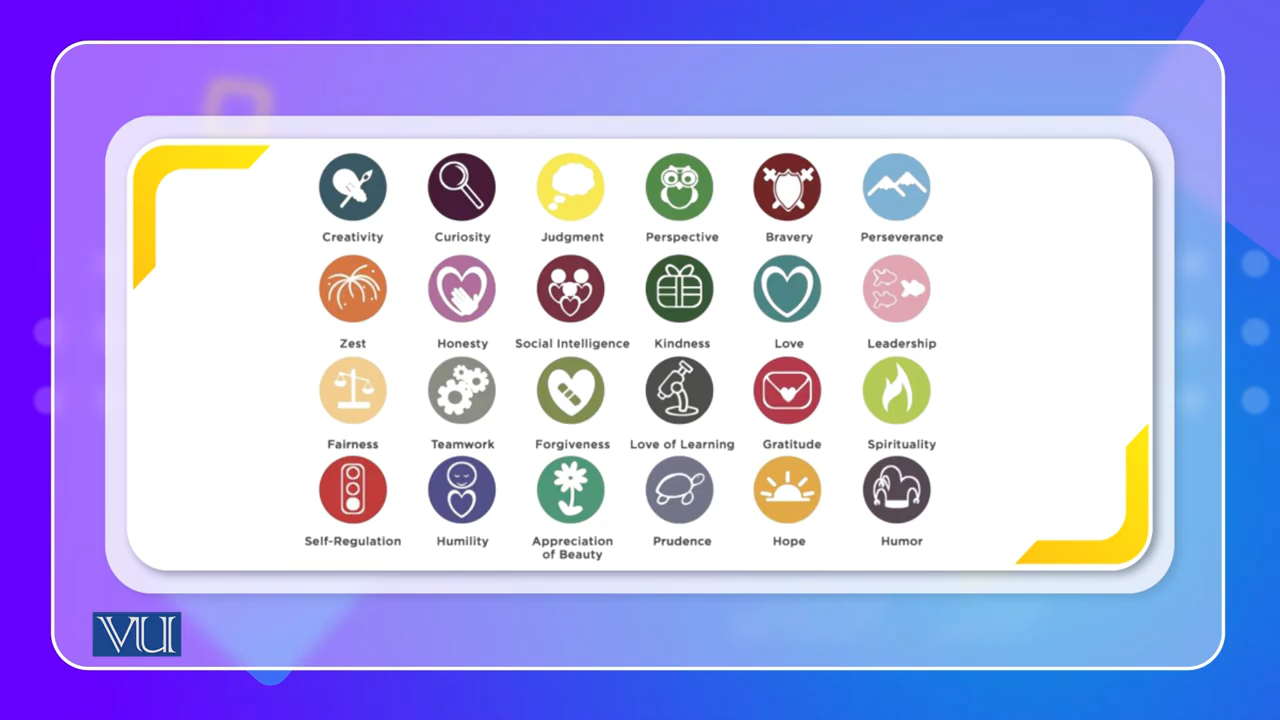 Creativity Curiosity Judgment Perspective Bravery Perseverance
Zest Honesty Social Intelligence Kindness Love Leadership
Fairness Teamwork Forgiveness Love of Learning Gratitude Spirituality
Self-Regulation Humility Appreciation Prudence Hope Humor
of Beauty
VU